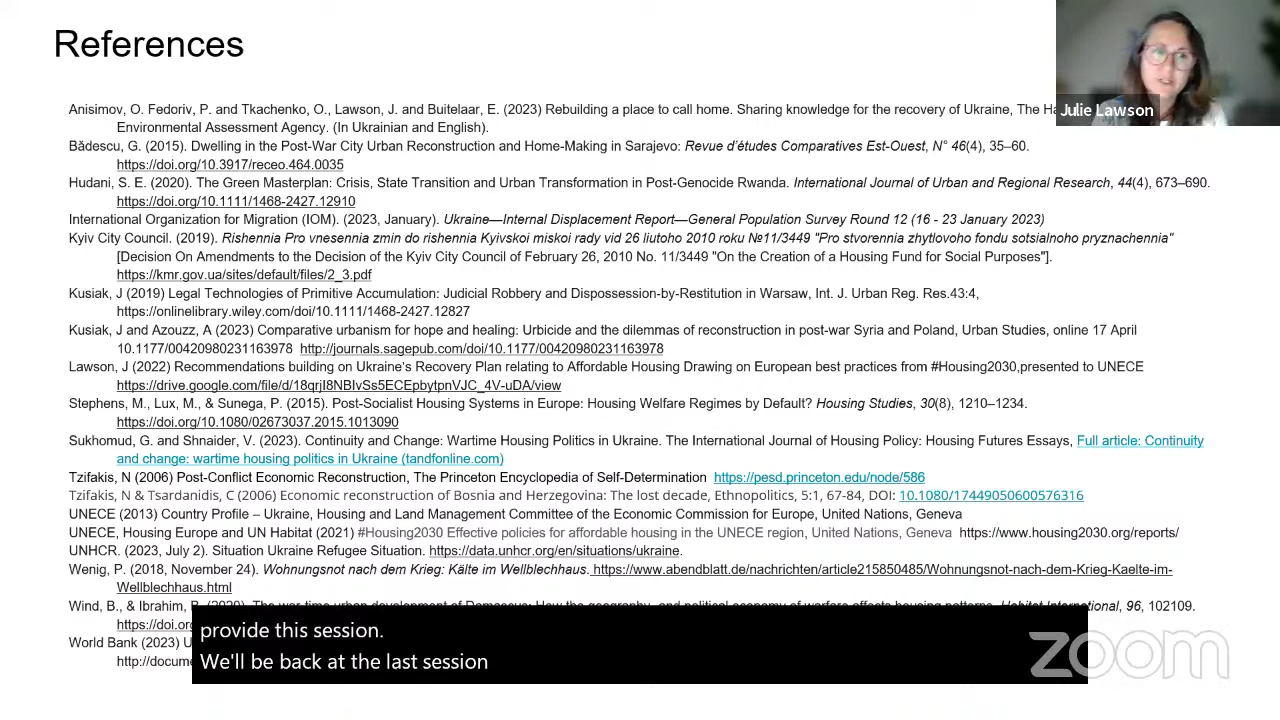 References
Julie Lawson
Anisimov, O. Fedoriv, P. and Tkachenko, O., Lawson, J. and Buitelaar, E. (2023) Rebuilding a place to call home. Sharing knowledge for the recovery of Ukraine, The
Environmental Assessment Agency. (In Ukrainian and English).
Bădescu, G. (2015). Dwelling in the Post-War City Urban Reconstruction and Home-Making in Sarajevo: Revue d'études Comparatives Est-Ouest, N° 46(4), 35–60.
https://doi.org/10.3917/receo.464.0035
Hudani, S. E. (2020). The Green Masterplan: Crisis, State Transition and Urban Transformation in Post-Genocide Rwanda. International Journal of Urban and Regional Research, 44(4), 673–690.
https://doi.org/10.1111/1468-2427.12910
International Organization for Migration (IOM). (2023, January). Ukraine—Internal Displacement Report—General Population Survey Round 12 (16 - 23 January 2023)
Kyiv City Council. (2019). Rishennia Pro vnesennia zmin do rishennia Kyivskoi miskoi rady vid 26 liutoho 2010 roku №11/3449 "Pro stvorennia zhytlovoho fondu sotsialnoho pryznachennia"
[Decision On Amendments to the Decision of the Kyiv City Council of February 26, 2010 No. 11/3449 "On the Creation of a Housing Fund for Social Purposes"].
https://kmr.gov.ua/sites/default/files/2_3.pdf
Kusiak, J (2019) Legal Technologies of Primitive Accumulation: Judicial Robbery and Dispossession-by-Restitution in Warsaw, Int. J. Urban Reg. Res.43:4,
https://onlinelibrary.wiley.com/doi/10.1111/1468-2427.12827
Kusiak, J and Azouzz, A (2023) Comparative urbanism for hope and healing: Urbicide and the dilemmas of reconstruction in post-war Syria and Poland, Urban Studies, online 17 April
10.1177/00420980231163978 http://journals.sagepub.com/doi/10.1177/00420980231163978
Lawson, J (2022) Recommendations building on Ukraine's Recovery Plan relating to Affordable Housing Drawing on European best practices from #Housing2030,presented to UNECE
https://drive.google.com/file/d/18qrjI8NBIvSs5ECEpbytpnVJC_4V-uDA/view
Stephens, M., Lux, M., & Sunega, P. (2015). Post-Socialist Housing Systems in Europe: Housing Welfare Regimes by Default? Housing Studies, 30(8), 1210–1234.
https://doi.org/10.1080/02673037.2015.1013090
Sukhomud, G. and Shnaider, V. (2023). Continuity and Change: Wartime Housing Politics in Ukraine. The International Journal of Housing Policy: Housing Futures Essays, Full article: Continuity
and change: wartime housing politics in Ukraine (tandfonline.com)
Tzifakis, N (2006) Post-Conflict Economic Reconstruction, The Princeton Encyclopedia of Self-Determination https://pesd.princeton.edu/node/586
Tzifakis, N & Tsardanidis, C (2006) Economic reconstruction of Bosnia and Herzegovina: The lost decade, Ethnopolitics, 5:1, 67-84, DOI: 10.1080/17449050600576316
UNECE (2013) Country Profile – Ukraine, Housing and Land Management Committee of the Economic Commission for Europe, United Nations, Geneva
UNECE, Housing Europe and UN Habitat (2021) #Housing2030 Effective policies for affordable housing in the UNECE region, United Nations, Geneva https://www.housing2030.org/reports/
UNHCR. (2023, July 2). Situation Ukraine Refugee Situation. https://data.unhcr.org/en/situations/ukraine.
Wenig, P. (2018, November 24). Wohnungsnot nach dem Krieg: Kälte im Wellblechhaus. https://www.abendblatt.de/nachrichten/article215850485/Wohnungsnot-nach-dem-Krieg-Kaelte-im-
Wellblechhaus.html
Wind, B., & Ibrahim, B. (2020). The war-time urban development of Damascus: How the geography- and political economy of warfare affects housing patterns. Habitat International, 96, 102109.
https://doi.org
World Bank (2023)
http://docume
provide this session.
We'll be back at the last session
zoom